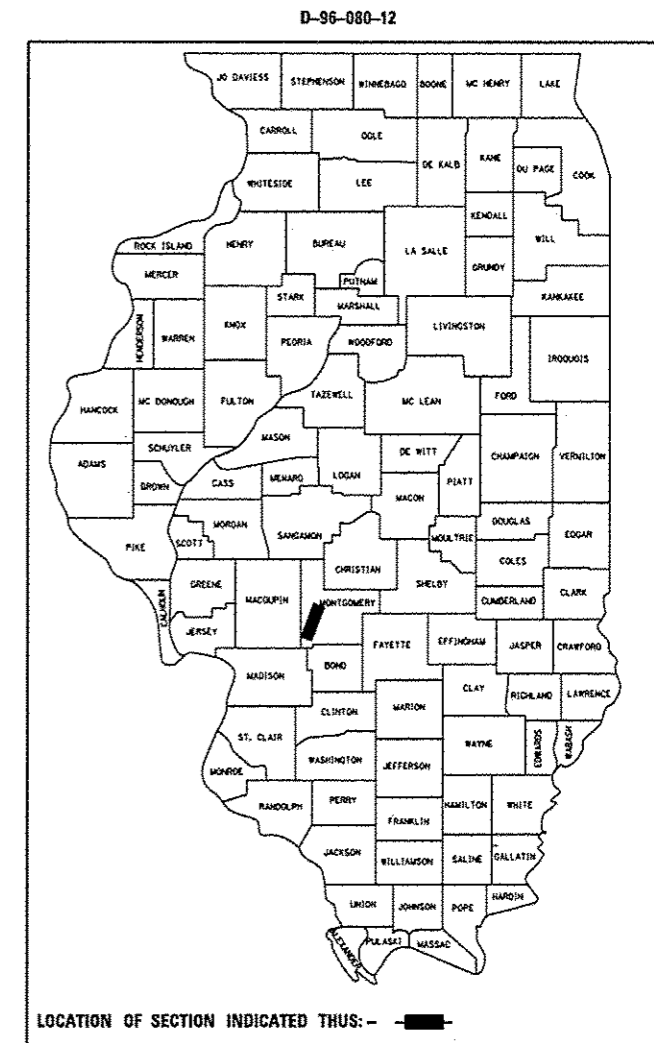 D-96-080-12
JO DAVIESS STEPHENSON WINNEBAGO BOONE MC HENRY LAKE
CARROLL OGLE DE KALB KANE DU PAGE COOK
WHITESIDE LEE KENDALL WILL
ROCK ISLAND HENRY BUREAU LA SALLE GRUNDY
MERCER PUTNAM KANKAKEE
STARK MARSHALL
HENDERSON WARREN KNOX PEORIA WOODFORD LIVINGSTON IROQUOIS
HANCOCK MC DONOUGH FULTON TAZEWELL MC LEAN FORD
MASON
ADAMS SCHUYLER DE WITT CHAMPAIGN VERMILION
BROWN CASS MENARD LOGAN PIATT
MACON
PIKE SCOTT MORGAN SANGAMON MOULTRIE DOUGLAS EDGAR
CHRISTIAN COLES
CALHOUN GREENE MACOUPIN MONTGOMERY SHELBY CUMBERLAND CLARK
JERSEY FAYETTE EFFINGHAM JASPER CRAWFORD
MADISON BOND
CLAY RICHLAND LAWRENCE
CLINTON MARION
ST. CLAIR WAYNE EDWARDS WABASH
MONROE WASHINGTON JEFFERSON
RANDOLPH PERRY HAMILTON WHITE
FRANKLIN
JACKSON WILLIAMSON SALINE GALLATIN
UNION JOHNSON POPE HARDIN
ALEXANDER PULASKI MASSAC
LOCATION OF SECTION INDICATED THUS:- -